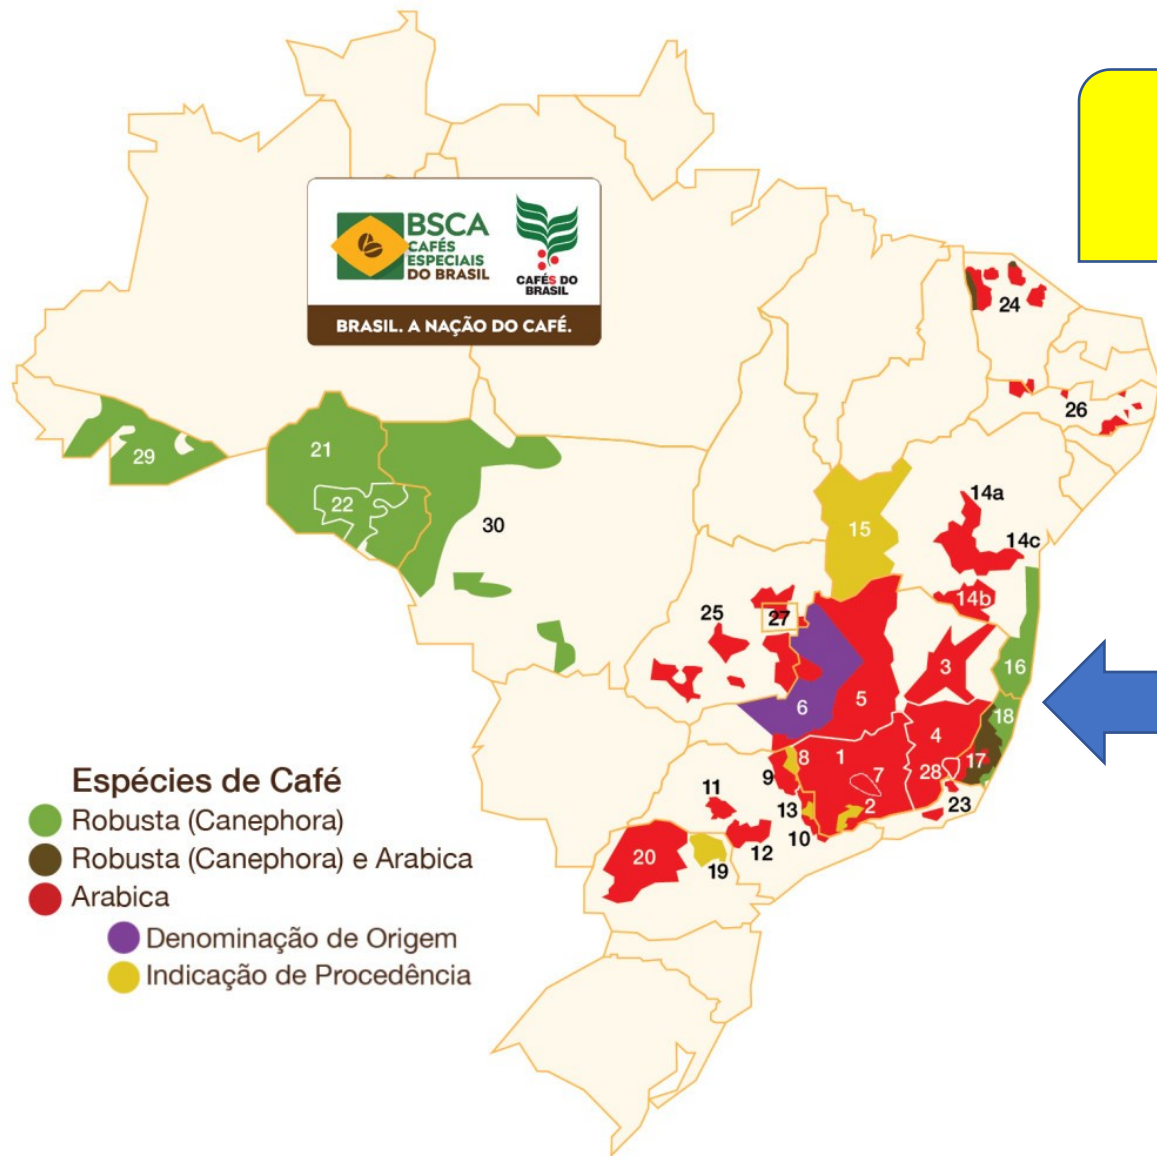 BSCA
CAFÉS
ESPECIAIS
DO BRASIL
CAFÉS DO
BRASIL
BRASIL. A NAÇÃO DO CAFÉ.
24
26
29
21
22
30
15
14a
14c
14b
25
27
3
16
6
5
18
4
8
1
17
9
7
28
11
13
2
23
10
12
20
19
Espécies de Café
Robusta (Canephora)
Robusta (Canephora) e Arabica
Arabica
Denominação de Origem
Indicação de Procedência